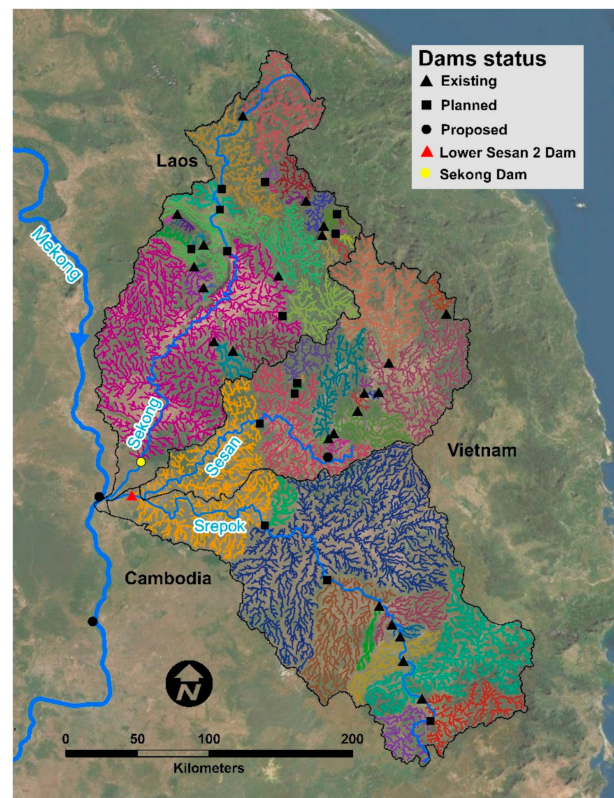 Dams status
Existing
Planned
Proposed
Lower Sesan 2 Dam
Sekong Dam
Laos
Mekong
Sekong
Sesan
Vietnam
Srepok
Cambodia
N
0 50 100 200
Kilometers